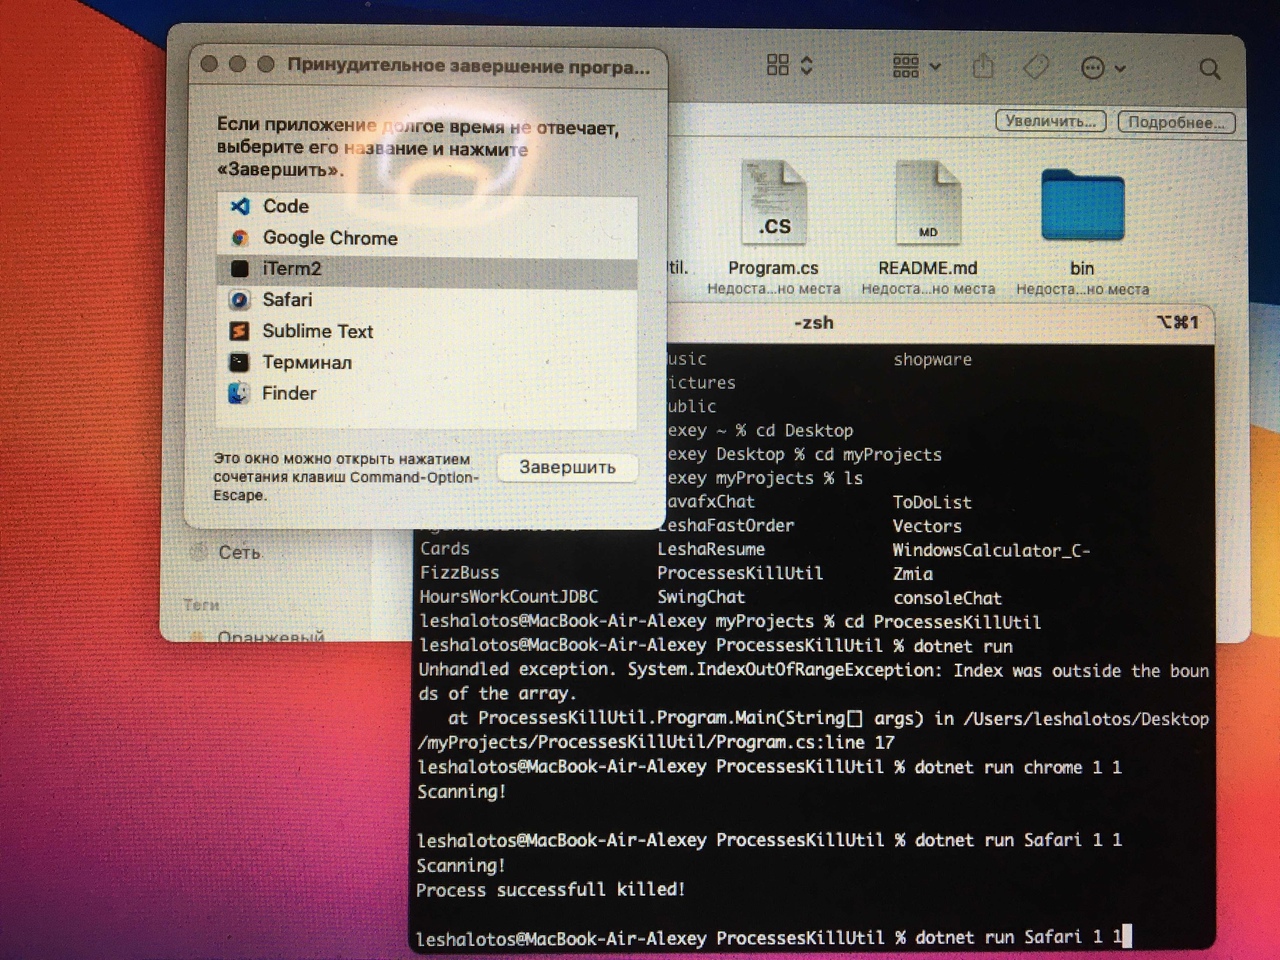 Принудительное завершение програ...
Если приложение долгое время не отвечает,
выберите его название и нажмите
«Завершить».
Code
Google Chrome
iTerm2
Safari
Sublime Text
Терминал
Finder
Это окно можно открыть нажатием
сочетания клавиш Command-Option-
Escape.
Завершить
Увеличить...
Подробнее...
.CS
MD
til.
Program.cs
README.md
bin
Недоста...но места
Недоста...но места
Недоста...но места
Сеть
Теги
Оранжевый
-zsh
⌥⌘1
usic shopware
ictures
ublic
exey ~ % cd Desktop
exey Desktop % cd myProjects
exey myProjects % ls
avafxChat ToDoList
LeshaFastOrder Vectors
Cards LeshaResume WindowsCalculator_C-
FizzBuss ProcessesKillUtil Zmia
HoursWorkCountJDBC SwingChat consoleChat
leshalotos@MacBook-Air-Alexey myProjects % cd ProcessesKillUtil
leshalotos@MacBook-Air-Alexey ProcessesKillUtil % dotnet run
Unhandled exception. System.IndexOutOfRangeException: Index was outside the boun
ds of the array.
at ProcessesKillUtil.Program.Main(String[] args) in /Users/leshalotos/Desktop
/myProjects/ProcessesKillUtil/Program.cs:line 17
leshalotos@MacBook-Air-Alexey ProcessesKillUtil % dotnet run chrome 1 1
Scanning!
leshalotos@MacBook-Air-Alexey ProcessesKillUtil % dotnet run Safari 1 1
Scanning!
Process successfull killed!
leshalotos@MacBook-Air-Alexey ProcessesKillUtil % dotnet run Safari 1 1